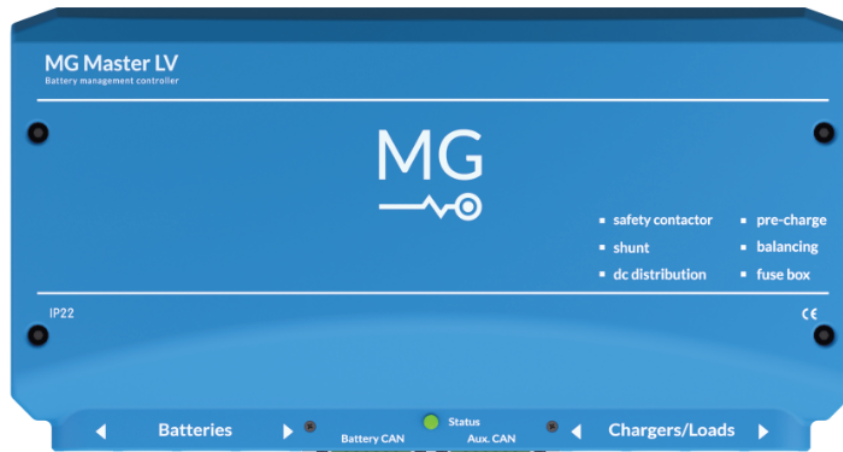 MG Master LV
Battery management controller
MG
▪ safety contactor ▪ pre-charge
▪ shunt ▪ balancing
▪ dc distribution ▪ fuse box
IP22 CE
◀ Batteries ▶ Status ◀ Chargers/Loads ▶
Battery CAN Aux. CAN